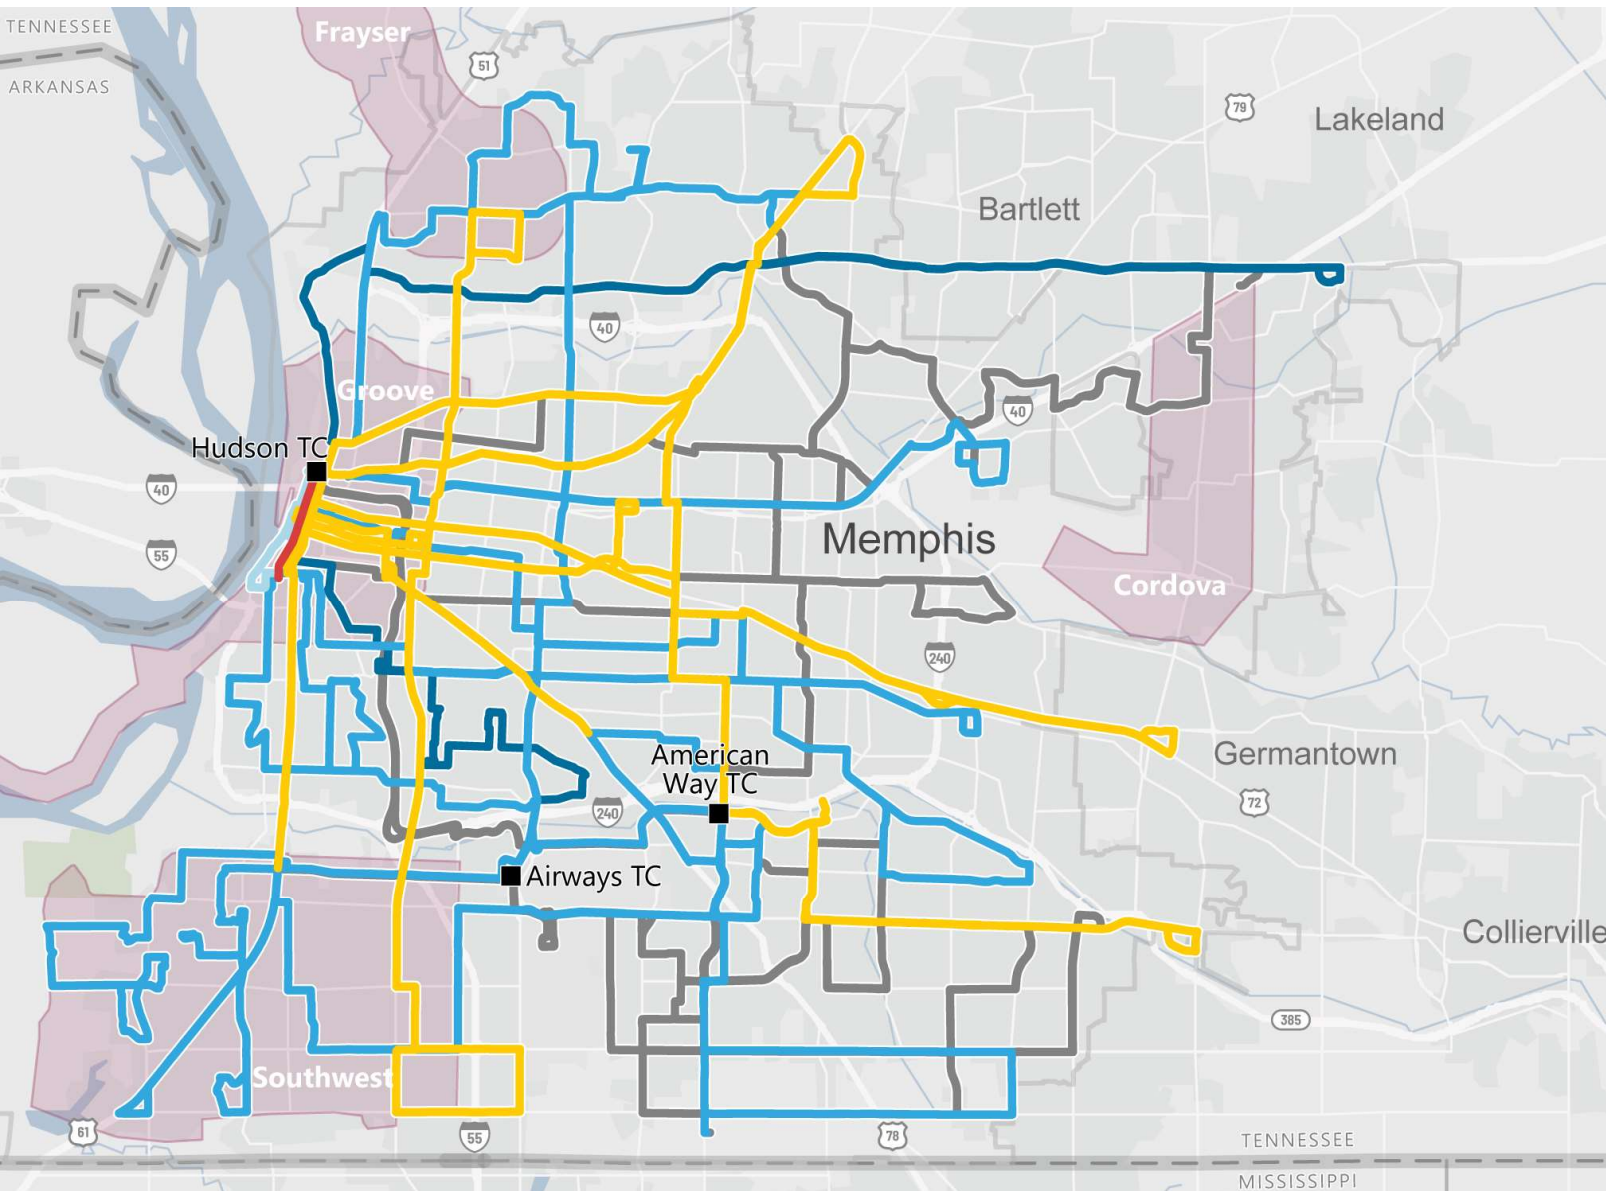 TENNESSEE
ARKANSAS
Frayser
51
79
Lakeland
Bartlett
40
Groove
40
Hudson TC
40
55
Memphis
Cordova
240
American
Way TC
Germantown
72
240
Airways TC
Collierville
385
Southwest
61
55
78
TENNESSEE
MISSISSIPPI